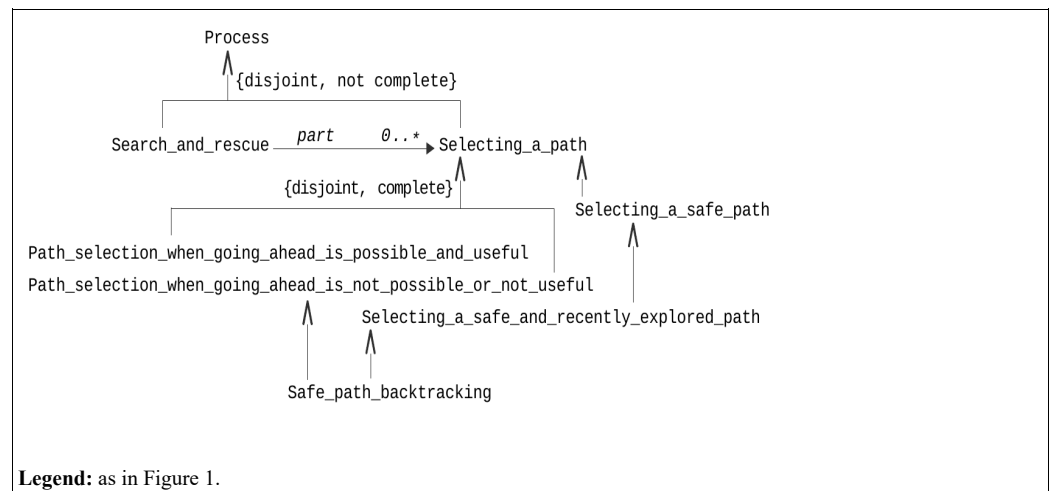 Process
{disjoint, not complete}
Search_and_rescue part 0..* Selecting_a_path
{disjoint, complete}
Selecting_a_safe_path
Path_selection_when_going_ahead_is_possible_and_useful
Path_selection_when_going_ahead_is_not_possible_or_not_useful
Selecting_a_safe_and_recently_explored_path
Safe_path_backtracking
Legend: as in Figure 1.